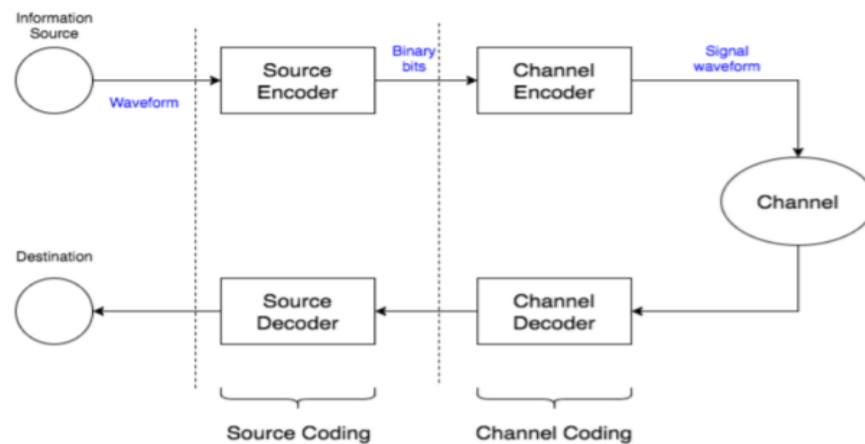 Information
Source
Waveform
Source
Encoder
Binary
bits
Channel
Encoder
Signal
waveform
Channel
Destination
Source
Decoder
Channel
Decoder
Source Coding
Channel Coding